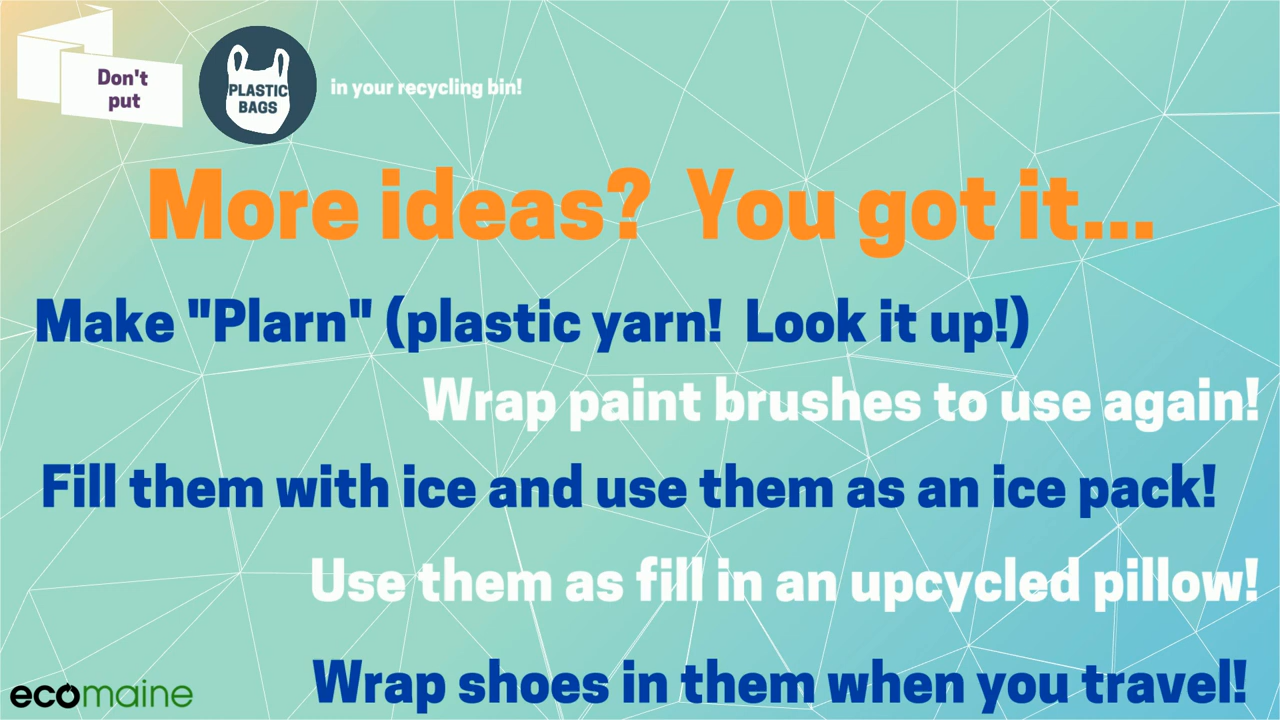 Don't
put
PLASTIC
BAGS
in your recycling bin!
More ideas?  You got it...
Make "Plarn" (plastic yarn!  Look it up!)
Wrap paint brushes to use again!
Fill them with ice and use them as an ice pack!
Use them as fill in an upcycled pillow!
Wrap shoes in them when you travel!
ecomaine